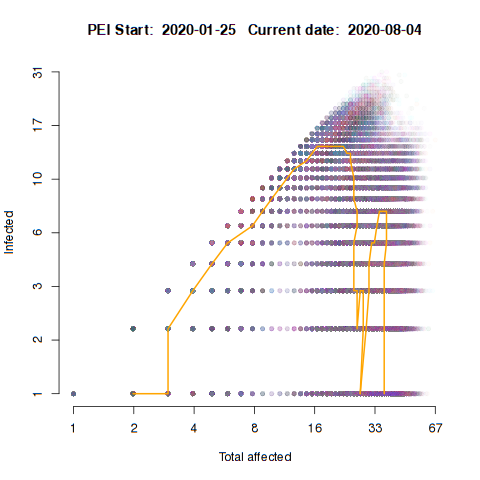 PEI Start: 2020-01-25 Current date: 2020-08-04
31
17
10
6
3
2
1
Infected
1 2 4 8 16 33 67
Total affected